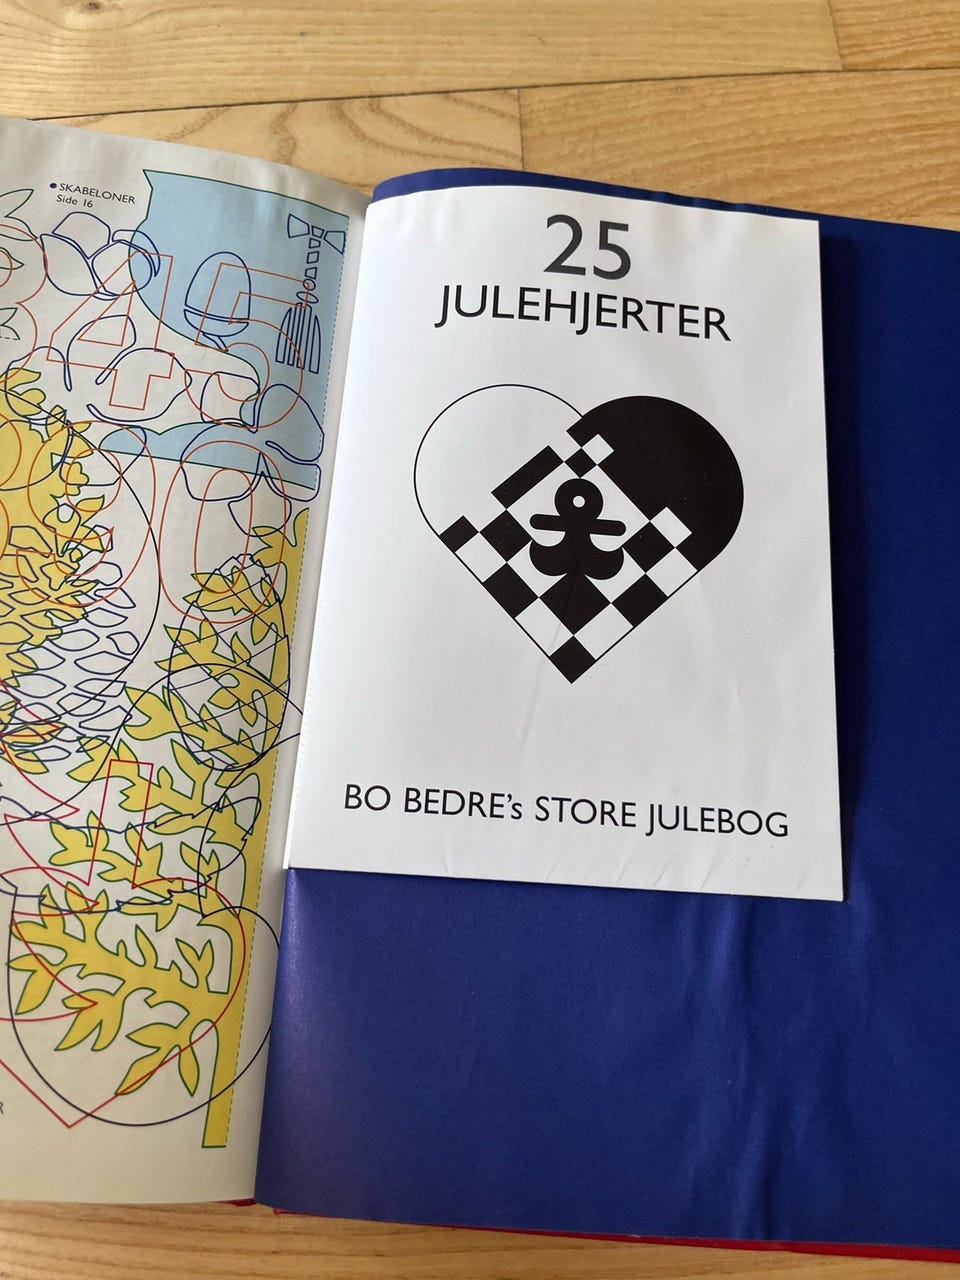 • SKABELONER
Side 16
25
JULEHJERTER
BO BEDRE's STORE JULEBOG